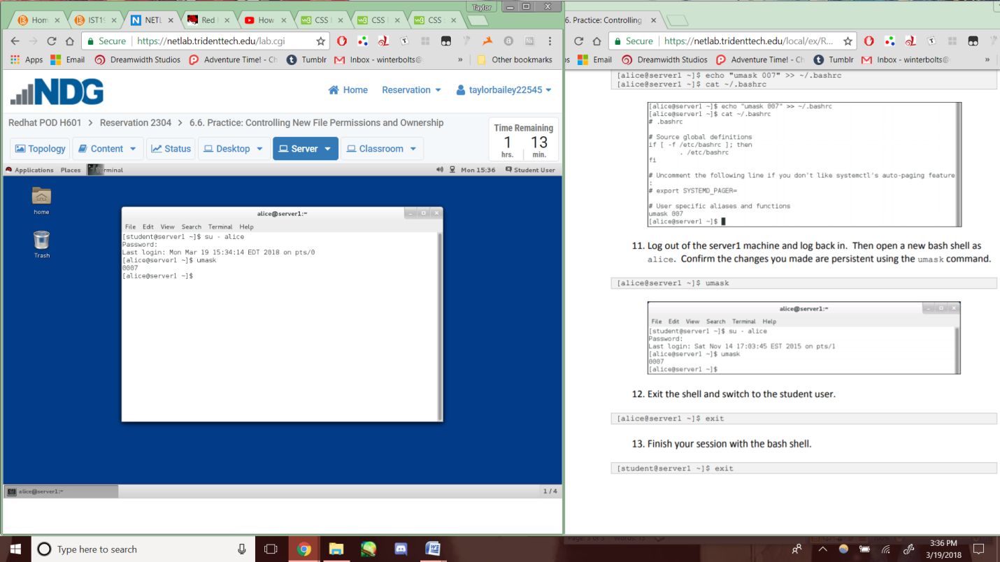 Taylor
Hom
IST1
NETL
Red
How
CSS
CSS
CSS
Secure https://netlab.tridenttech.edu/lab.cgi
Apps Email Dreamwidth Studios Adventure Time! - Ch Tumblr Inbox - winterbolts@ » Other bookmarks
NDG
Home Reservation taylorbailey22545
Redhat POD H601 > Reservation 2304 > 6.6. Practice: Controlling New File Permissions and Ownership
Time Remaining
1 13
hrs. min.
Topology Content Status Desktop Server Classroom
Applications Places Terminal Mon 15:36 Student User
home
Trash
alice@server1:~
File Edit View Search Terminal Help
[student@server1 ~]$ su - alice
Password:
Last login: Mon Mar 19 15:34:14 EDT 2018 on pts/0
[alice@server1 ~]$ umask
0007
[alice@server1 ~]$
alice@server1:~
1 / 4
6. Practice: Controlling
Secure https://netlab.tridenttech.edu/local/ex/R...
ps Email Dreamwidth Studios Adventure Time! - Ch Tumblr Inbox - winterbolts@ »
[alice@server1 ~]$ echo "umask 007" >> ~/.bashrc
[alice@server1 ~]$ cat ~/.bashrc
[alice@server1 ~]$ echo "umask 007" >> ~/.bashrc
[alice@server1 ~]$ cat ~/.bashrc
# .bashrc
# Source global definitions
if [ -f /etc/bashrc ]; then
. /etc/bashrc
fi
# Uncomment the following line if you don't like systemctl's auto-paging feature
:
# export SYSTEMD_PAGER=
# User specific aliases and functions
umask 007
[alice@server1 ~]$
11. Log out of the server1 machine and log back in. Then open a new bash shell as
alice. Confirm the changes you made are persistent using the umask command.
[alice@server1 ~]$ umask
alice@server1:~
File Edit View Search Terminal Help
[student@server1 ~]$ su - alice
Password:
Last login: Sat Nov 14 17:03:45 EST 2015 on pts/1
[alice@server1 ~]$ umask
0007
[alice@server1 ~]$
12. Exit the shell and switch to the student user.
[alice@server1 ~]$ exit
13. Finish your session with the bash shell.
[student@server1 ~]$ exit
Type here to search
3:36 PM
3/19/2018